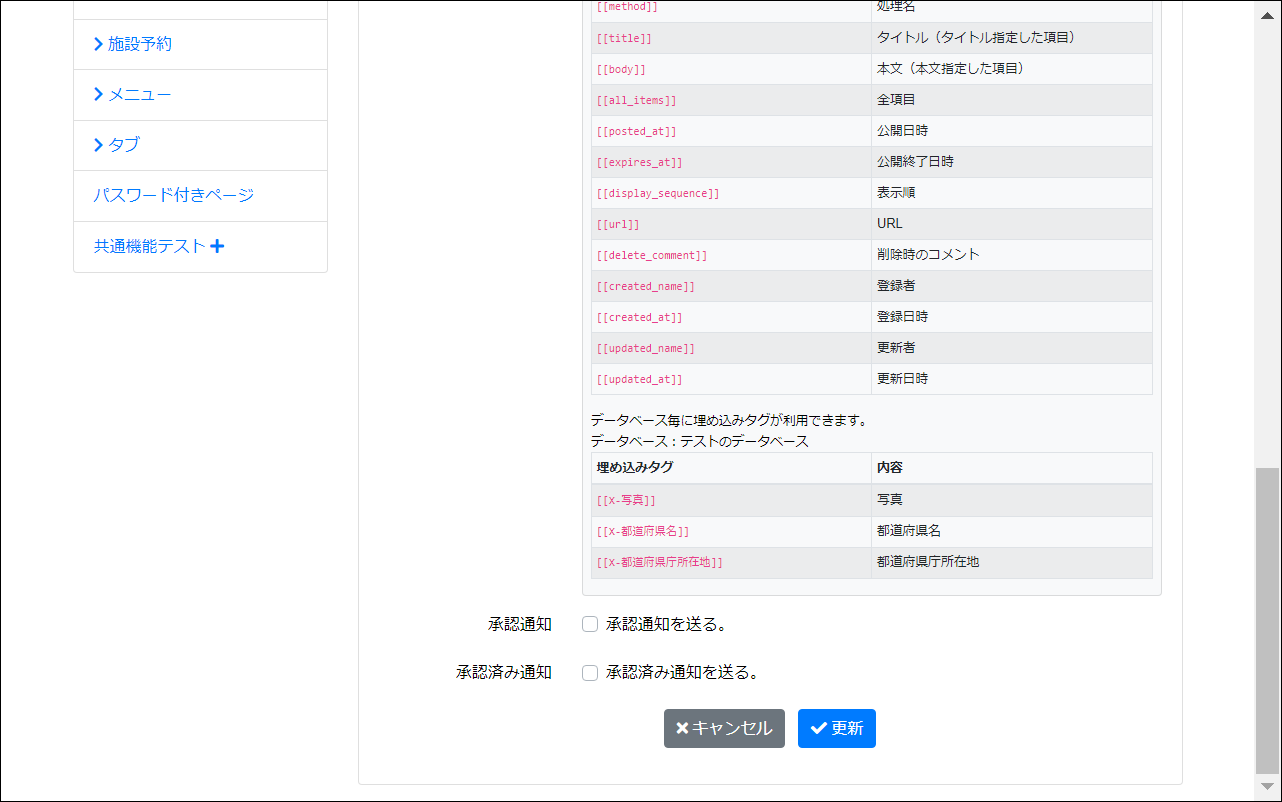 施設予約
メニュー
タブ
パスワード付きページ
共通機能テスト
[[method]] 処理名
[[title]] タイトル（タイトル指定した項目）
[[body]] 本文（本文指定した項目）
[[all_items]] 全項目
[[posted_at]] 公開日時
[[expires_at]] 公開終了日時
[[display_sequence]] 表示順
[[url]] URL
[[delete_comment]] 削除時のコメント
[[created_name]] 登録者
[[created_at]] 登録日時
[[updated_name]] 更新者
[[updated_at]] 更新日時
データベース毎に埋め込みタグが利用できます。
データベース：テストのデータベース
埋め込みタグ 内容
[[X-写真]] 写真
[[X-都道府県名]] 都道府県名
[[X-都道府県庁所在地]] 都道府県庁所在地
承認通知 承認通知を送る。
承認済み通知 承認済み通知を送る。
キャンセル 更新